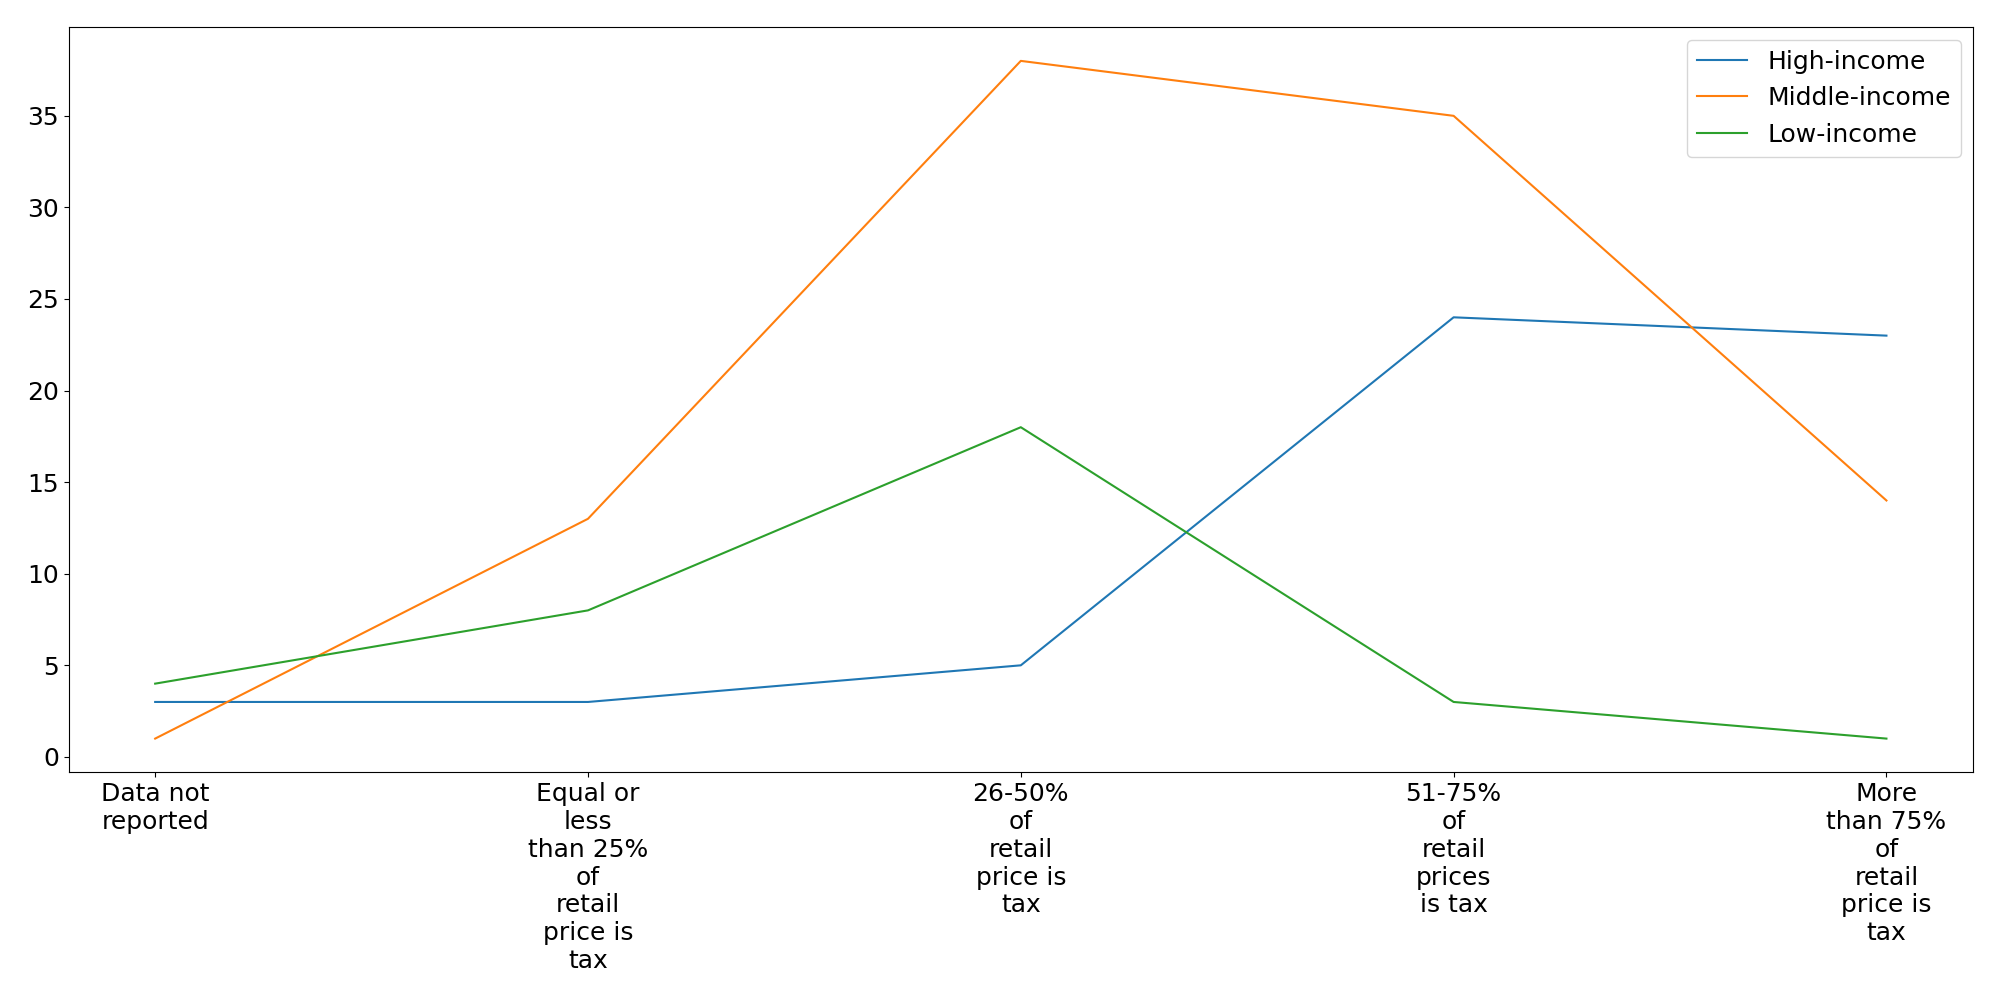 High-income
Middle-income
Low-income
35
30
25
20
15
10
5
0
Data not
reported
Equal or
less
than 25%
of
retail
price is
tax
26-50%
of
retail
price is
tax
51-75%
of
retail
prices
is tax
More
than 75%
of
retail
price is
tax